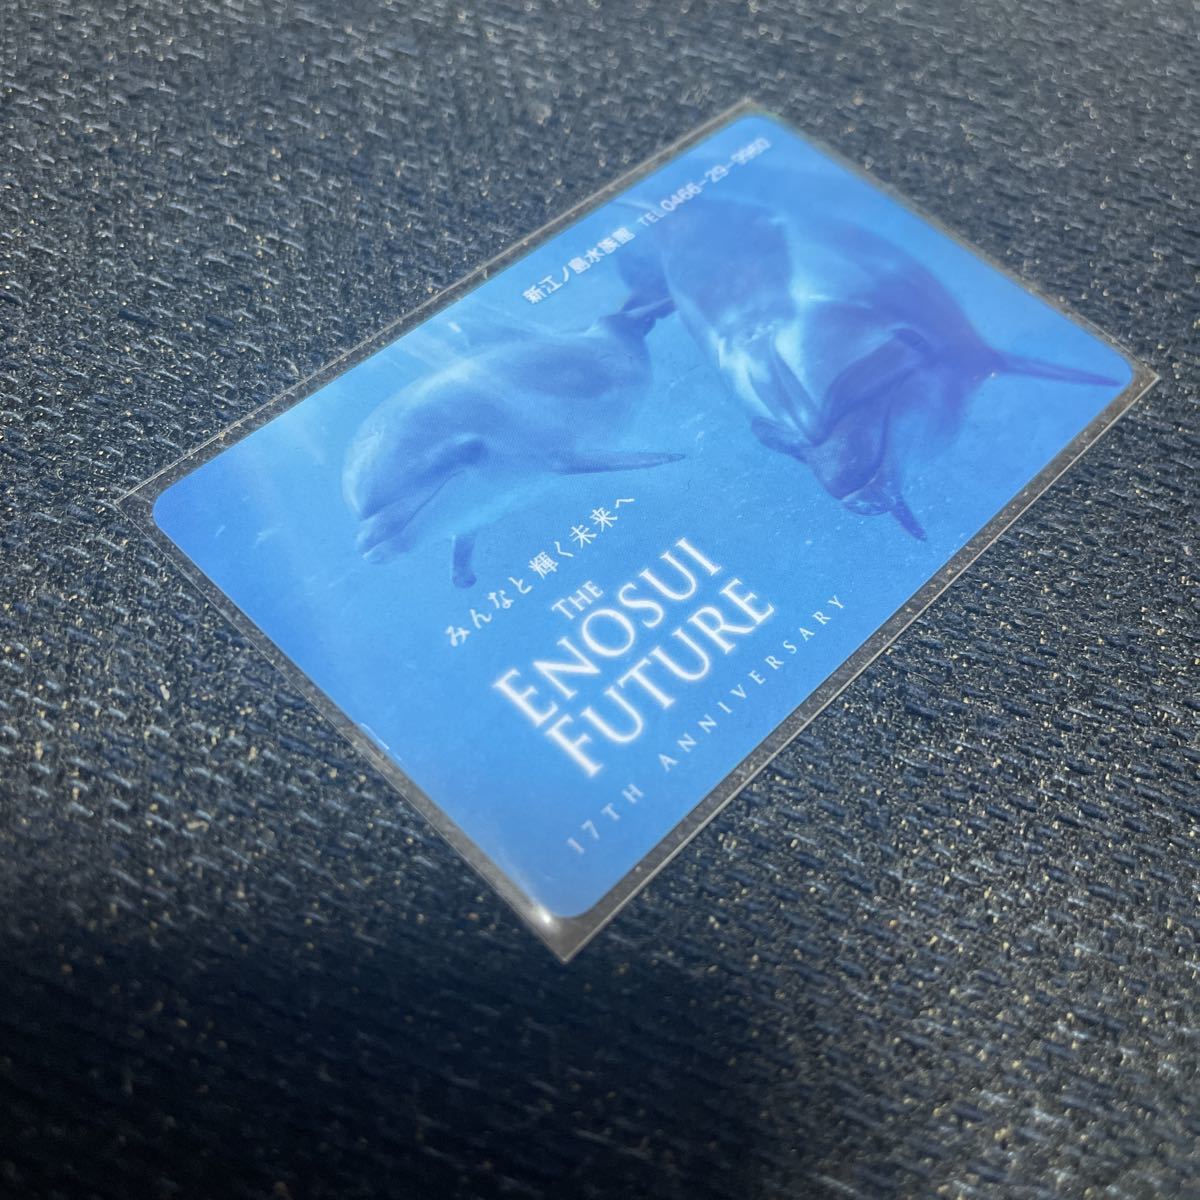 新江ノ島水族館 TEL0466-29-9960
みんなと輝く未来へ
THE
ENOSUI
FUTURE
17TH ANNIVERSARY